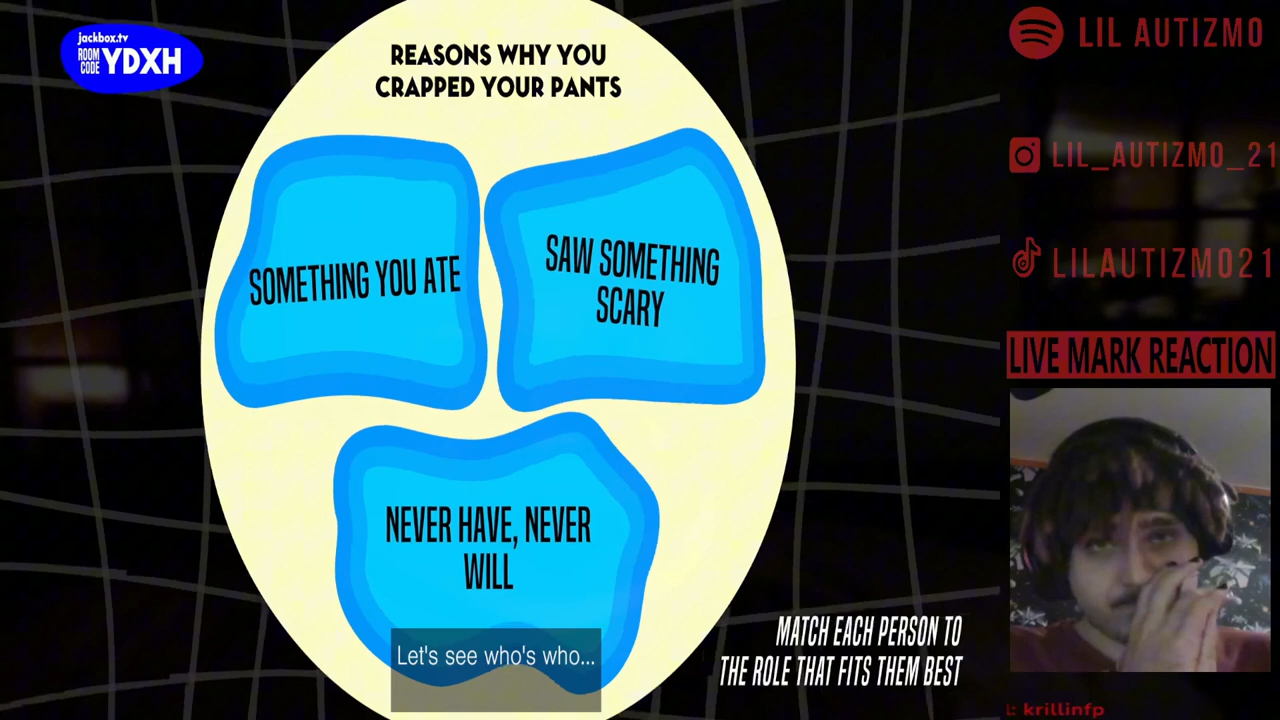 jackbox.tv
ROOM
CODE
YDXH
REASONS WHY YOU
CRAPPED YOUR PANTS
SOMETHING YOU ATE
SAW SOMETHING
SCARY
NEVER HAVE, NEVER
WILL
Let's see who's who...
MATCH EACH PERSON TO
THE ROLE THAT FITS THEM BEST
LIL AUTIZMO
LIL_AUTIZMO_21
LILAUTIZMO21
LIVE MARK REACTION
: krillinfp